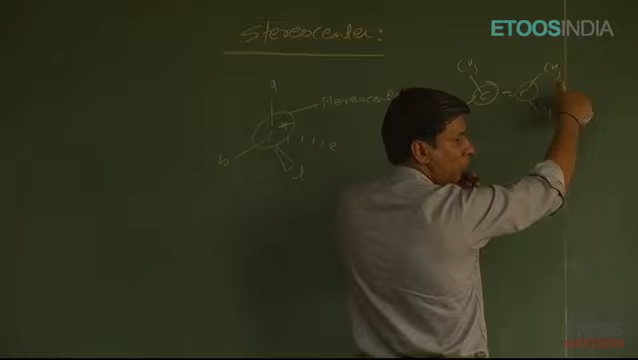 ETOOSINDIA
Stereocenter:
a
stereocenter
*
b
e
d
CH3
CH3
C = C